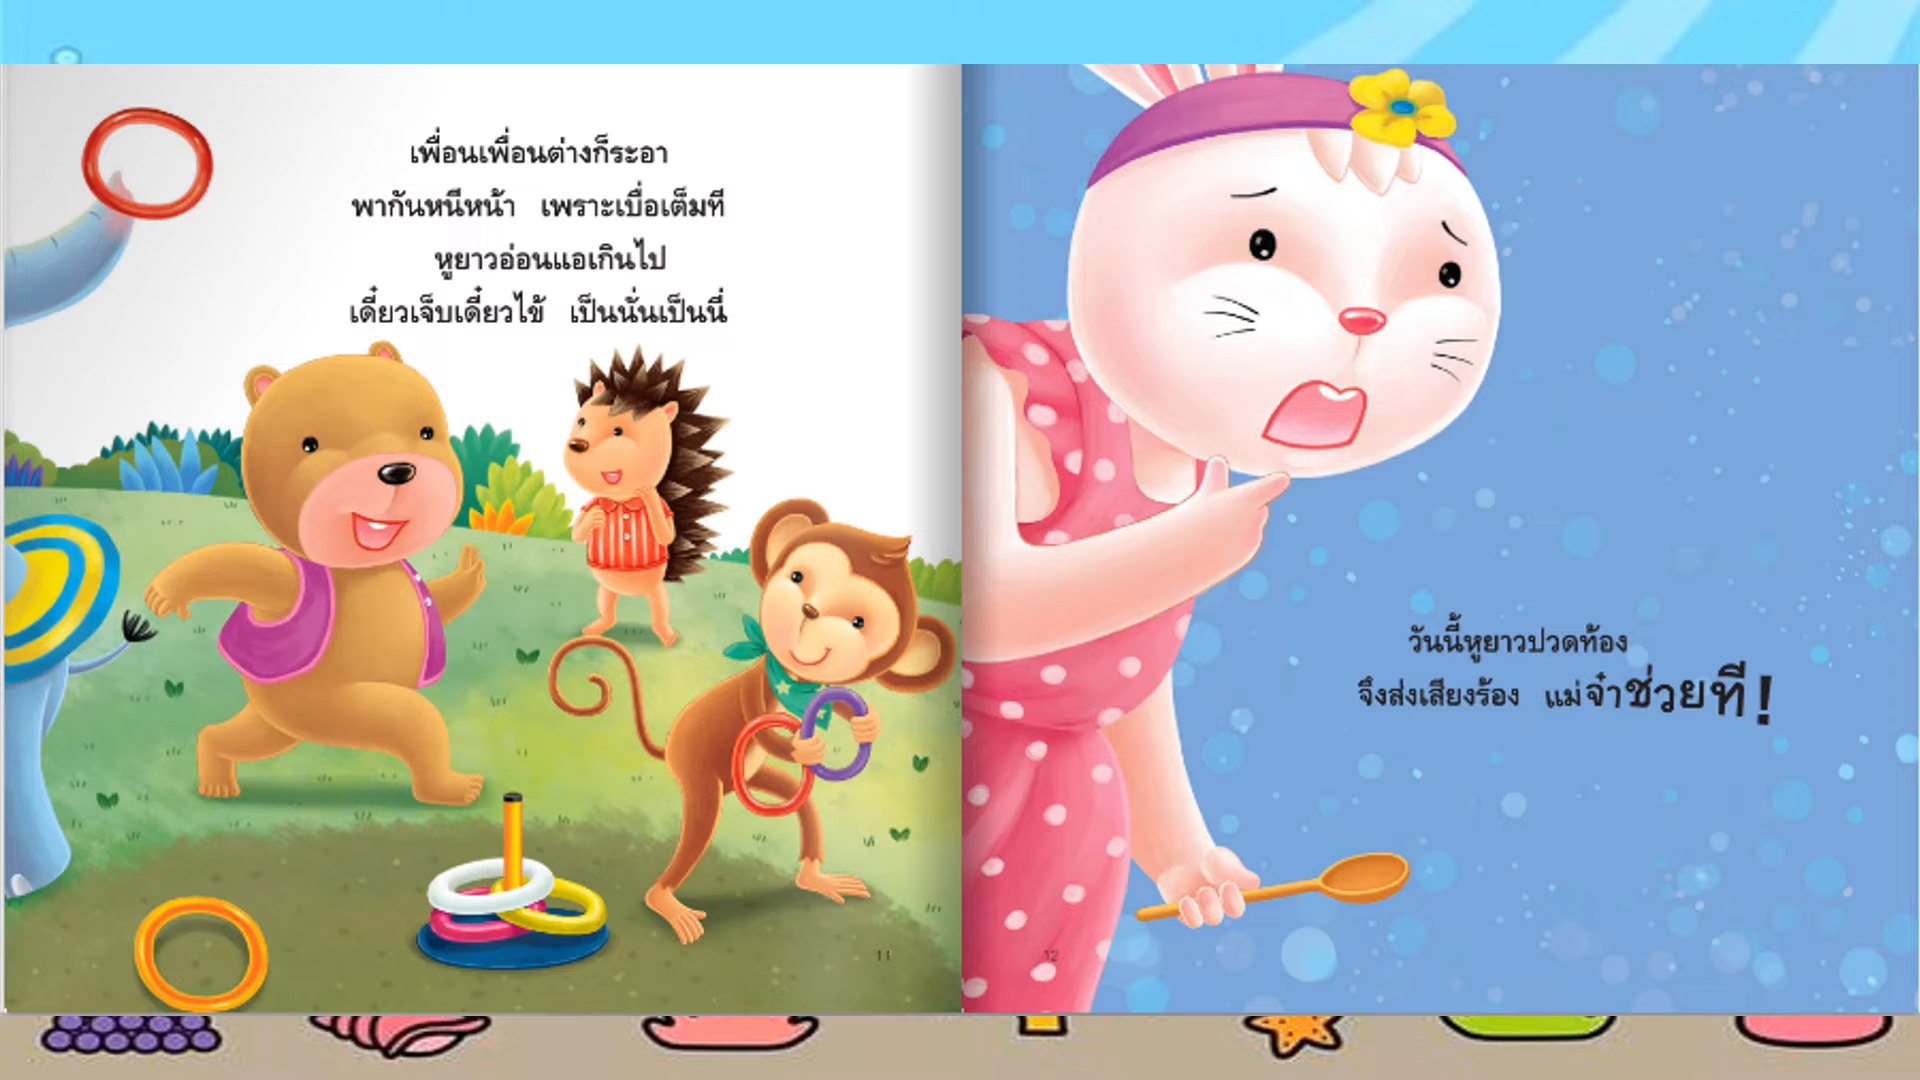 เพื่อนเพื่อนต่างก็ระอา
พากันหนีหน้า เพราะเบื่อเต็มที
หูยาวอ่อนแอเกินไป
เดี๋ยวเจ็บเดี๋ยวไข้ เป็นนั่นเป็นนี่
11
วันนี้หูยาวปวดท้อง
จึงส่งเสียงร้อง แม่จ๋าช่วยที!
12